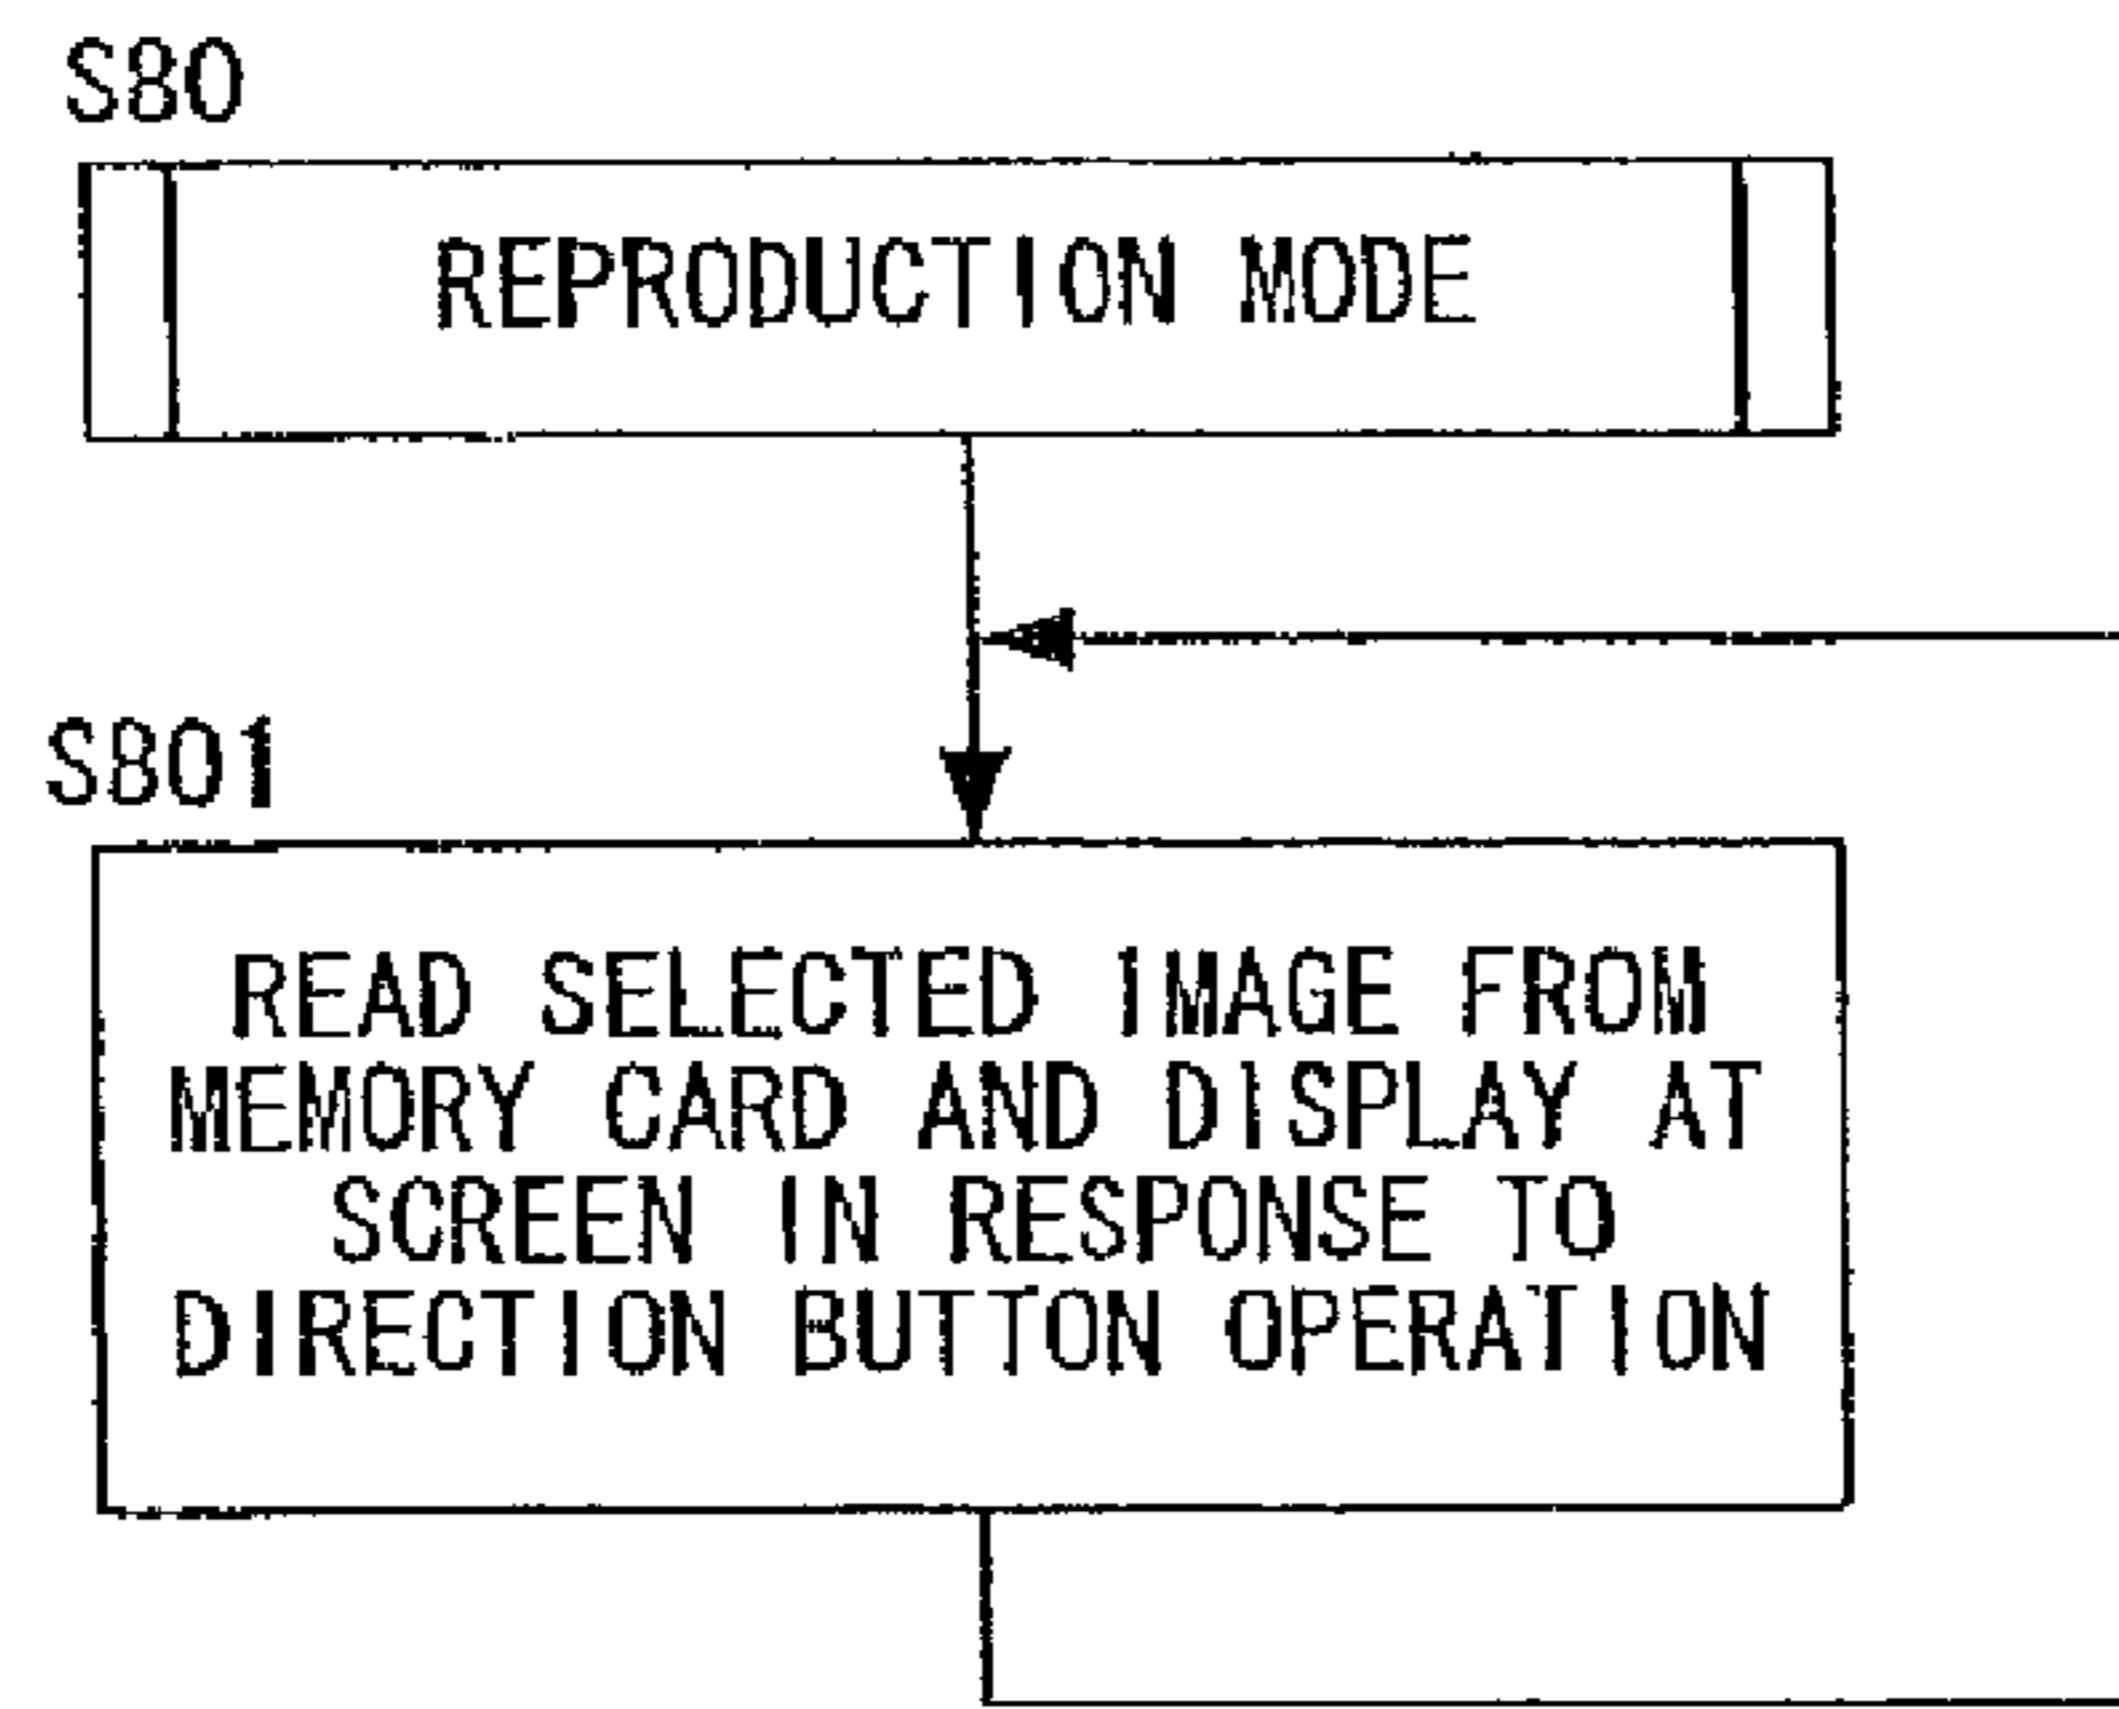 S80
REPRODUCTION MODE
S801
READ SELECTED IMAGE FROM
MEMORY CARD AND DISPLAY AT
SCREEN IN RESPONSE TO
DIRECTION BUTTON OPERATION